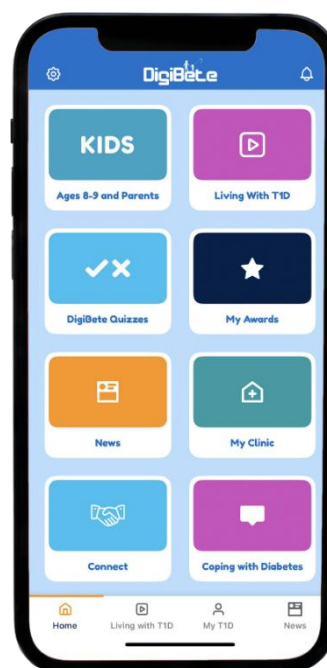 DigiBete
KIDS
Ages 8-9 and Parents
Living With T1D
DigiBete Quizzes
My Awards
News
My Clinic
Connect
Coping with Diabetes
Home
Living with T1D
My T1D
News